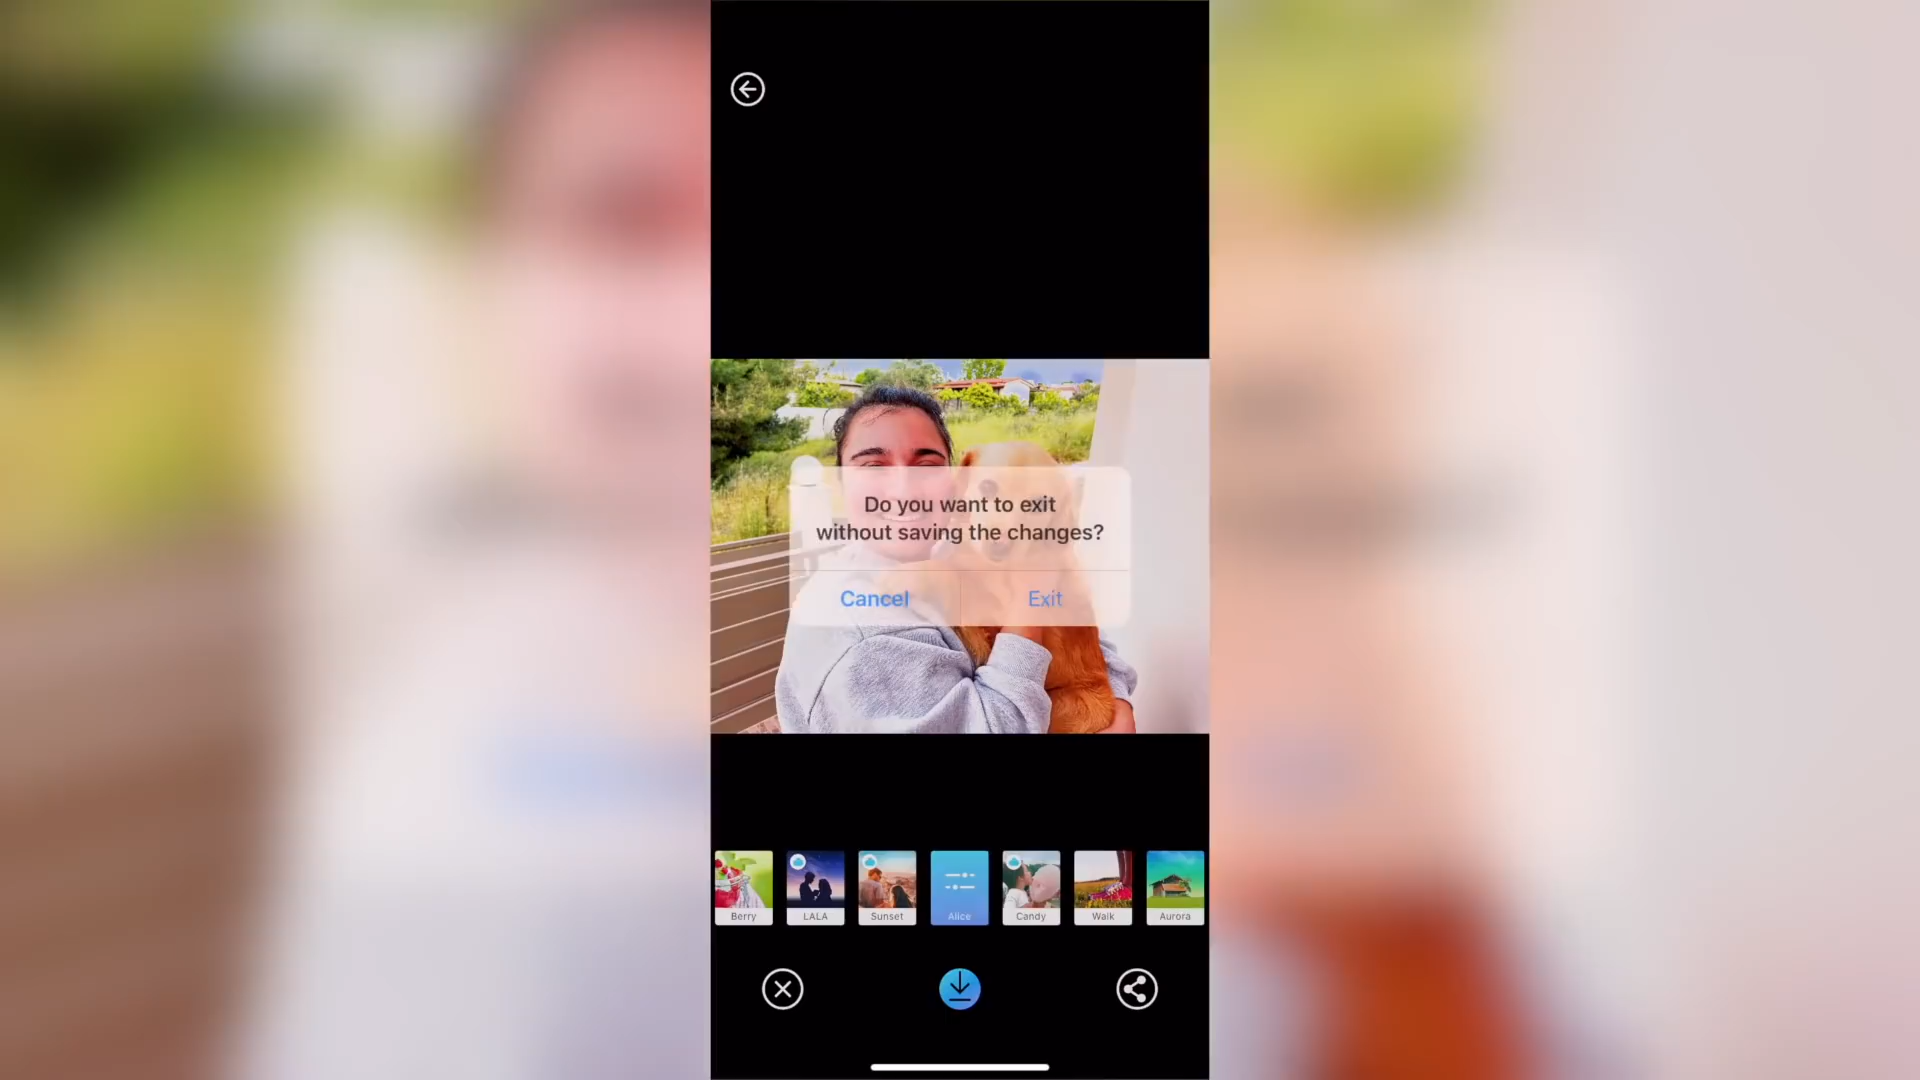 Do you want to exit
without saving the changes?
Cancel
Exit
Berry
LALA
Sunset
Alice
Candy
Walk
Aurora